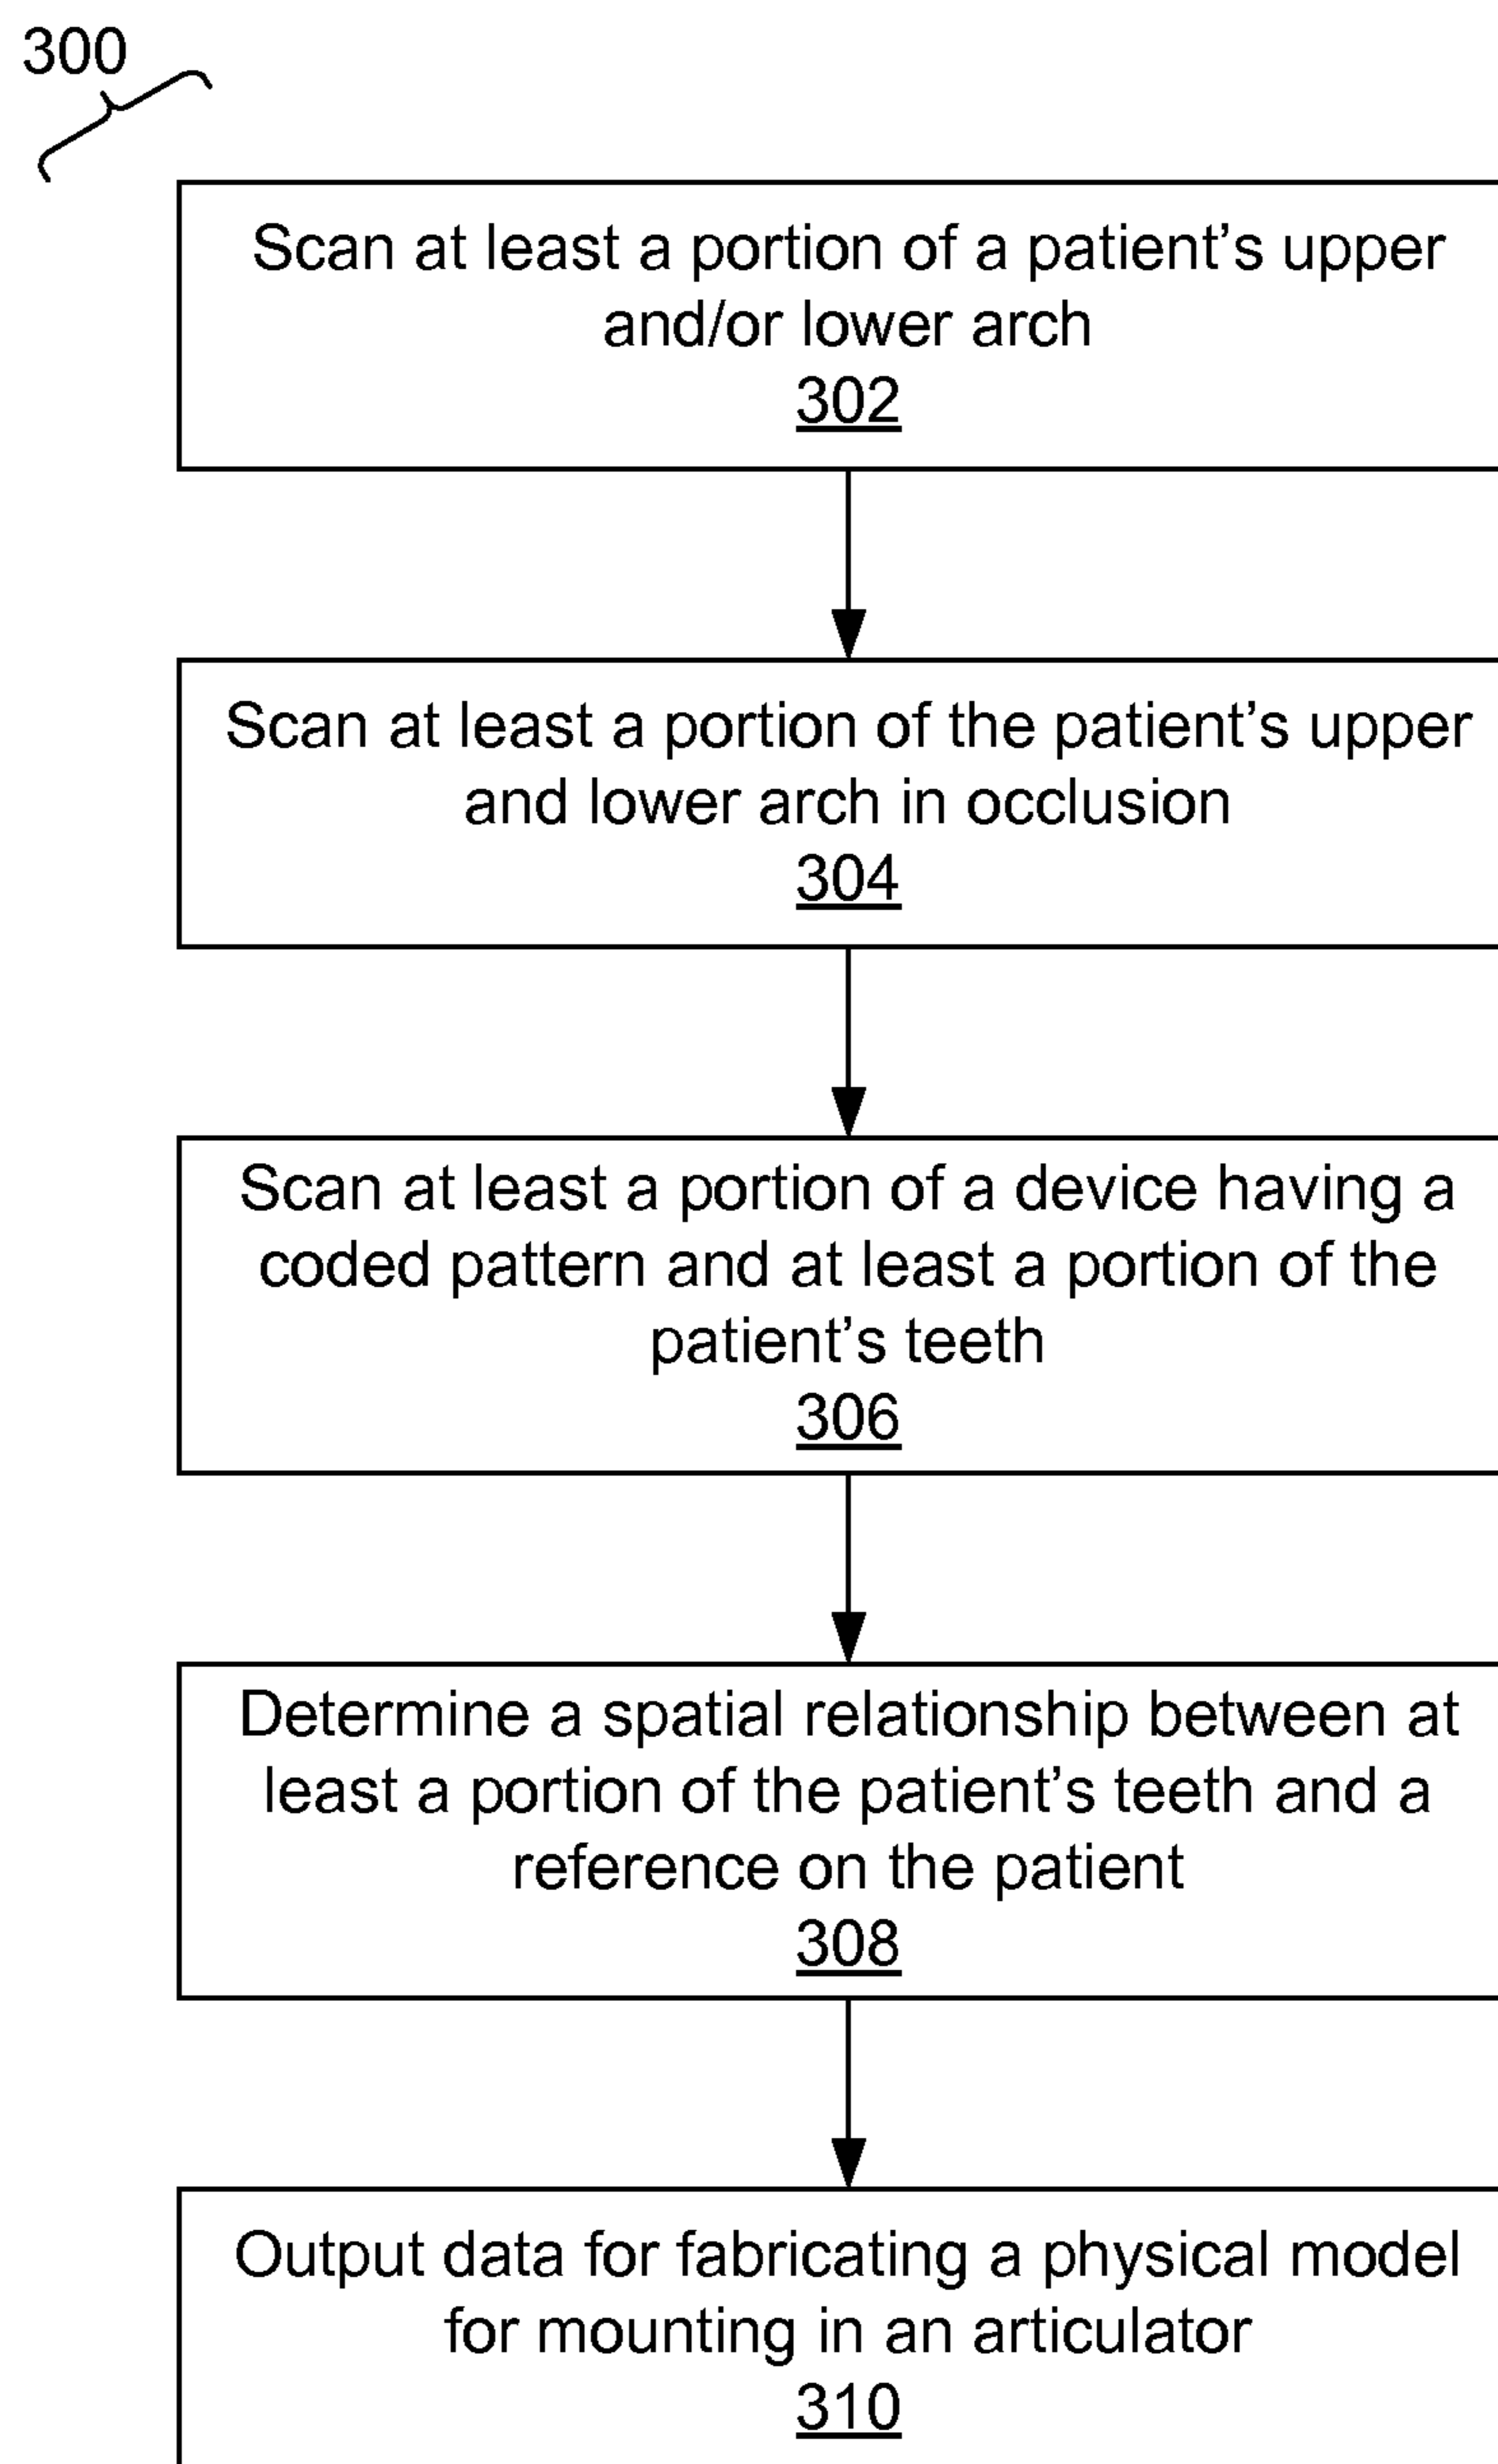 300
Scan at least a portion of a patient’s upper
and/or lower arch
302
Scan at least a portion of the patient’s upper
and lower arch in occlusion
304
Scan at least a portion of a device having a
coded pattern and at least a portion of the
patient’s teeth
306
Determine a spatial relationship between at
least a portion of the patient’s teeth and a
reference on the patient
308
Output data for fabricating a physical model
for mounting in an articulator
310